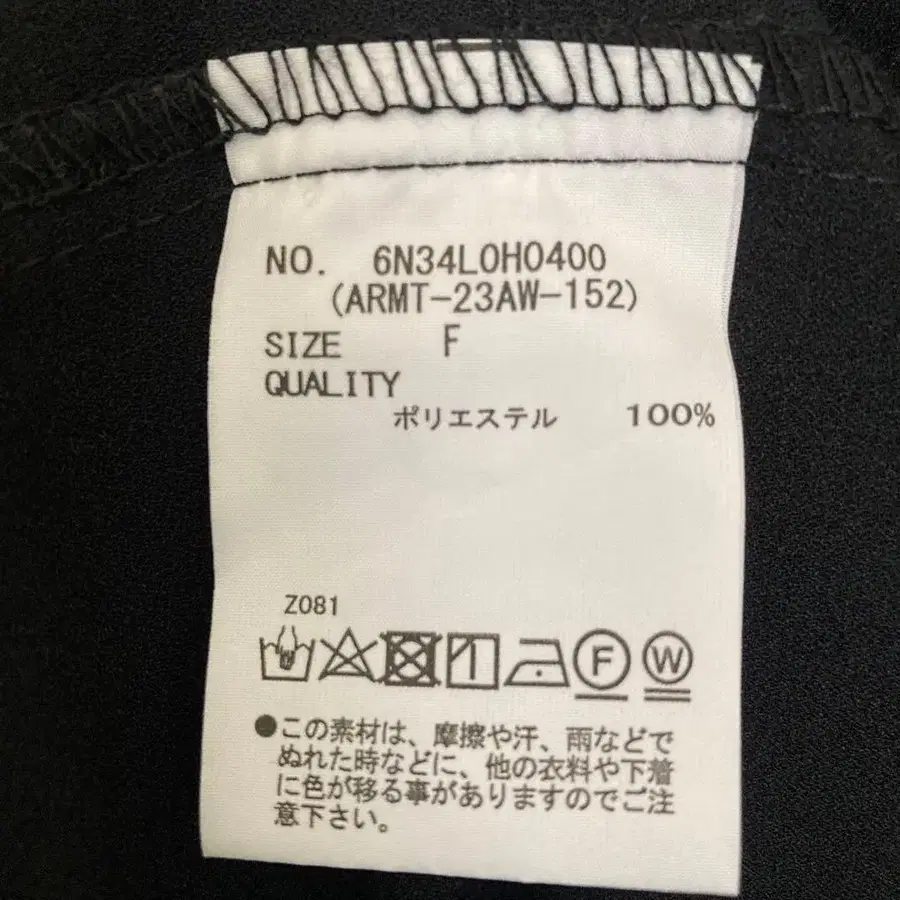 NO. 6N34L0H0400
(ARMT-23AW-152)
SIZE F
QUALITY
ポリエステル 100%
Z081
F W
●この素材は、摩擦や汗、雨などで
ぬれた時などに、他の衣料や下着
に色が移る事がありますのでご注
意下さい。